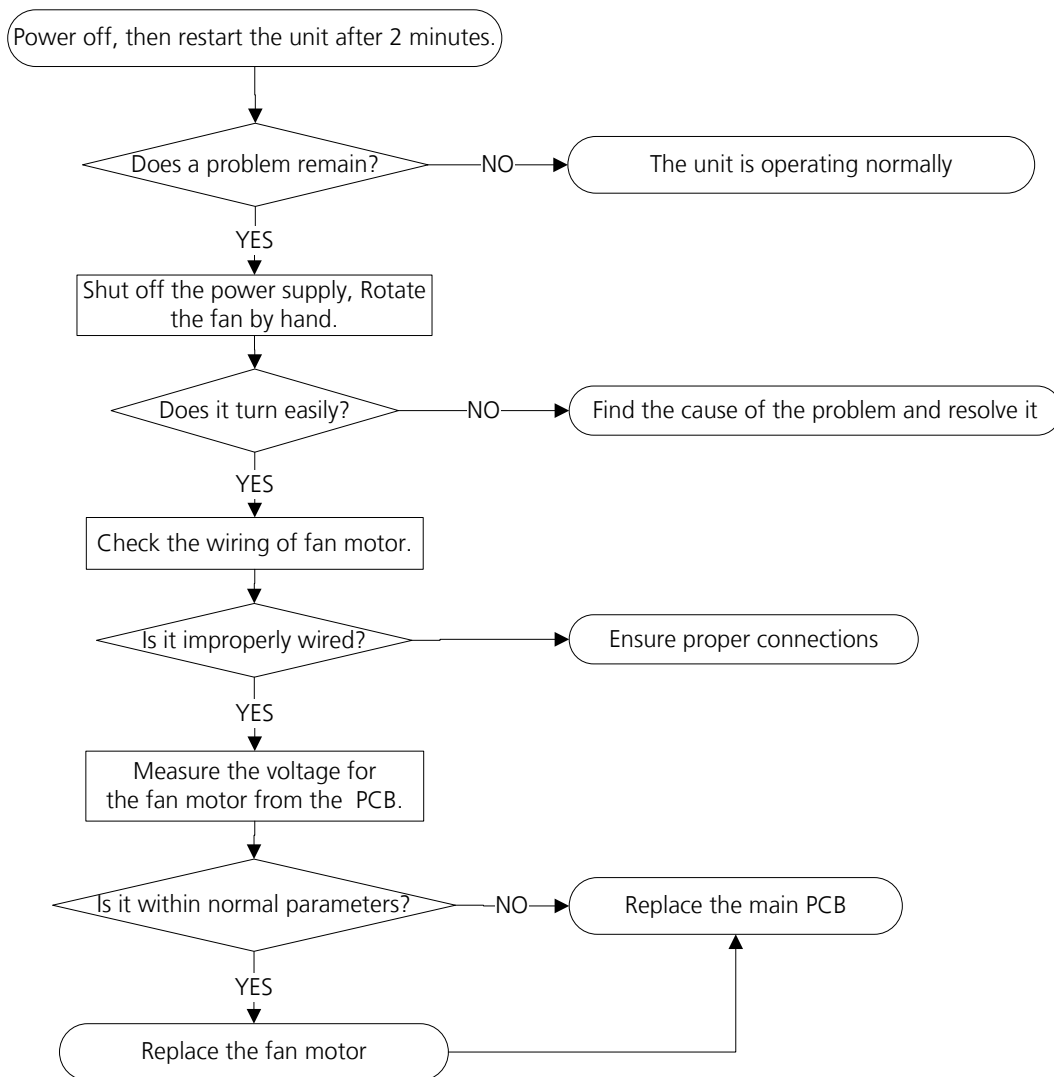 Power off, then restart the unit after 2 minutes.
Does a problem remain?
NO
The unit is operating normally
YES
Shut off the power supply, Rotate
the fan by hand.
Does it turn easily?
NO
Find the cause of the problem and resolve it
YES
Check the wiring of fan motor.
Is it improperly wired?
Ensure proper connections
YES
Measure the voltage for
the fan motor from the PCB.
Is it within normal parameters?
NO
Replace the main PCB
YES
Replace the fan motor